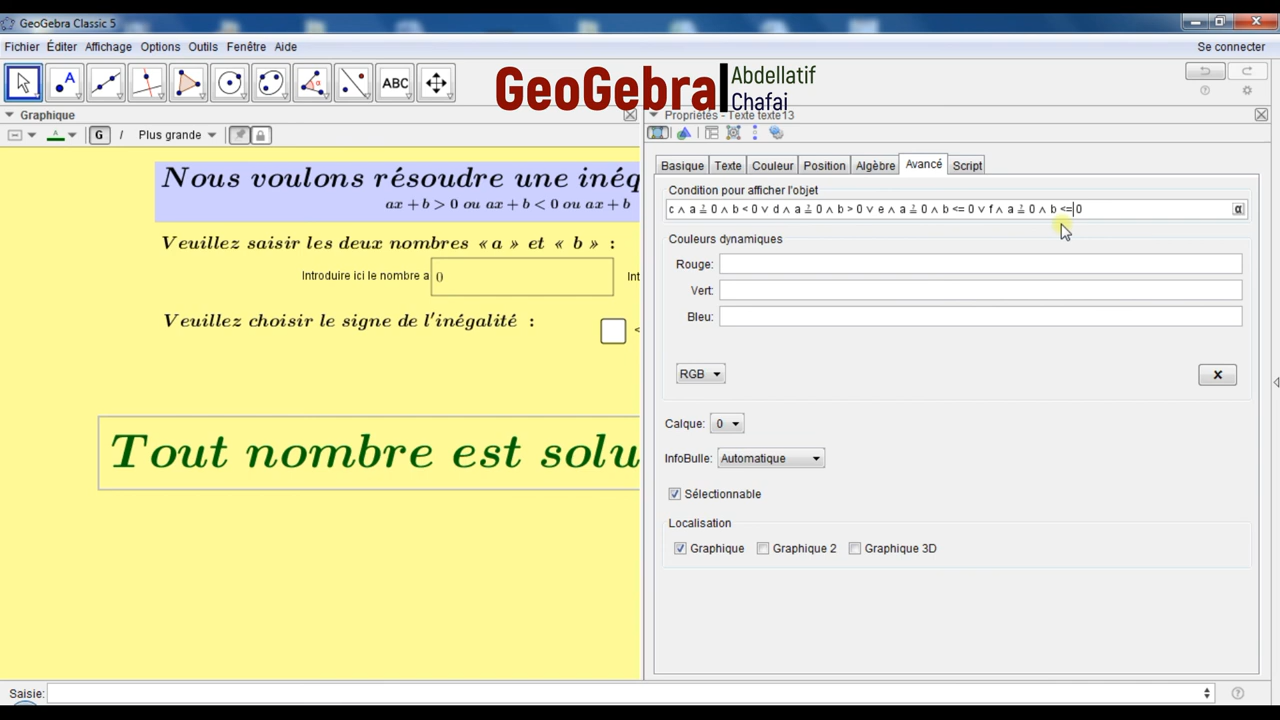 GeoGebra Classic 5
Fichier Éditer Affichage Options Outils Fenêtre Aide
Se connecter
ABC
GeoGebra
Abdellatif
Chafai
Graphique
Propriétés - Texte texte13
G Plus grande
Basique Texte Couleur Position Algèbre Avancé Script
Nous voulons résoudre une inéq
ax + b > 0 ou ax + b < 0 ou ax + b
Veuillez saisir les deux nombres « a » et « b » :
Introduire ici le nombre a
()
Int
Veuillez choisir le signe de l'inégalité :
<
Tout nombre est solu
Condition pour afficher l'objet
c ∧ a ≟ 0 ∧ b < 0 ∨ d ∧ a ≟ 0 ∧ b > 0 ∨ e ∧ a ≟ 0 ∧ b <= 0 ∨ f ∧ a ≟ 0 ∧ b <= 0
α
Couleurs dynamiques
Rouge:
Vert:
Bleu:
RGB
x
Calque: 0
InfoBulle: Automatique
Sélectionnable
Localisation
Graphique Graphique 2 Graphique 3D
Saisie: